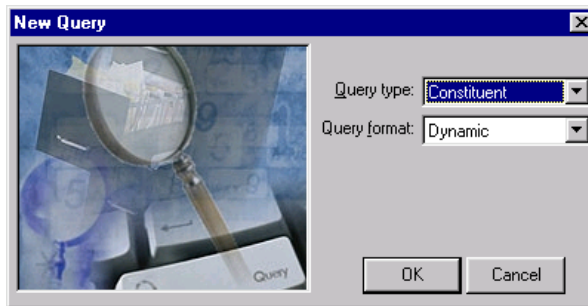 New Query
Query type: Constituent
Query format: Dynamic
Query
OK Cancel